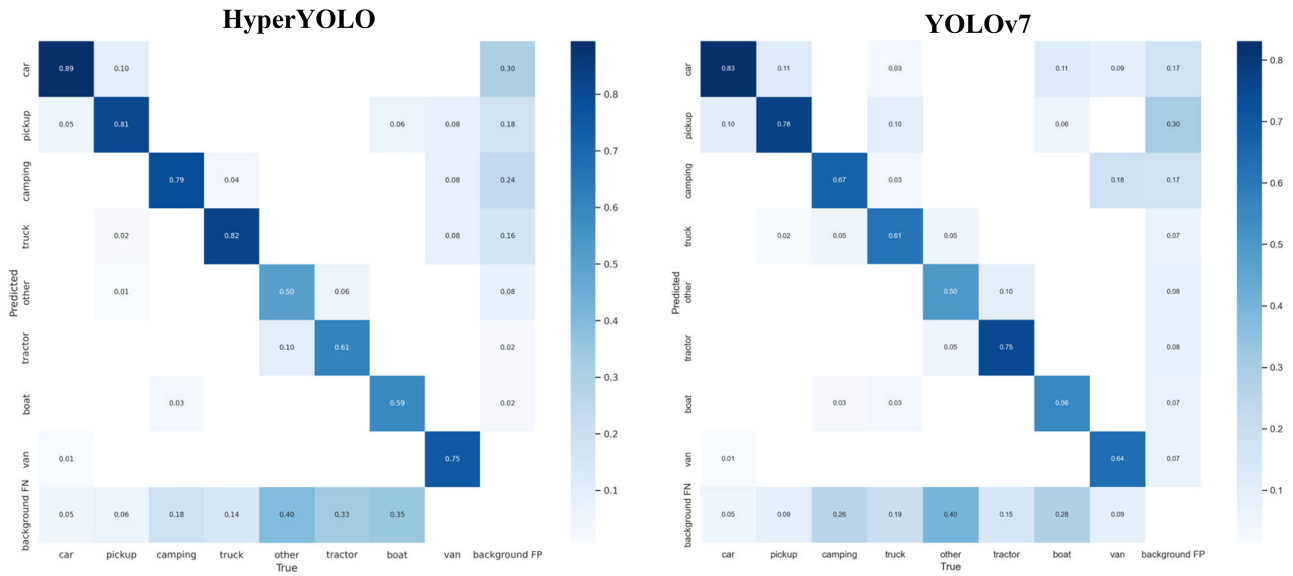 HyperYOLO
car 0.89 0.10 0.30
pickup 0.05 0.81 0.06 0.08 0.18
camping 0.79 0.04 0.08 0.24
truck 0.02 0.82 0.08 0.16
Predicted
other 0.01 0.50 0.06 0.08
tractor 0.10 0.61 0.02
boat 0.03 0.59 0.02
van 0.01 0.75
background FN 0.05 0.06 0.18 0.14 0.40 0.33 0.35
car pickup camping truck other tractor boat van background FP
True
0.8
0.7
0.6
0.5
0.4
0.3
0.2
0.1
YOLOv7
car 0.83 0.11 0.03 0.11 0.09 0.17
pickup 0.10 0.78 0.10 0.06 0.30
camping 0.67 0.03 0.18 0.17
truck 0.02 0.05 0.61 0.05 0.07
Predicted
other 0.50 0.10 0.08
tractor 0.05 0.75 0.08
boat 0.03 0.03 0.56 0.07
van 0.01 0.64 0.07
background FN 0.05 0.09 0.26 0.19 0.40 0.15 0.28 0.09
car pickup camping truck other tractor boat van background FP
True
0.8
0.7
0.6
0.5
0.4
0.3
0.2
0.1